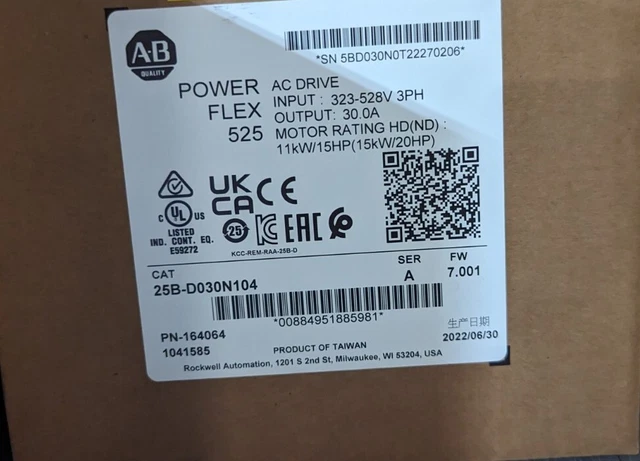 A-B
QUALITY
*SN 5BD030N0T22270206*
POWER
FLEX
525
AC DRIVE
INPUT : 323-528V 3PH
OUTPUT: 30.0A
MOTOR RATING HD(ND) :
11kW/15HP(15kW/20HP)
C UL US
LISTED
IND. CONT. EQ.
E59272
UK
CA
CE
25
EAC
KCC-REM-RAA-25B-D
CAT
25B-D030N104
SER
A
FW
7.001
*00884951885981*
PN-164064
1041585
生产日期
2022/06/30
PRODUCT OF TAIWAN
Rockwell Automation, 1201 S 2nd St, Milwaukee, WI 53204, USA